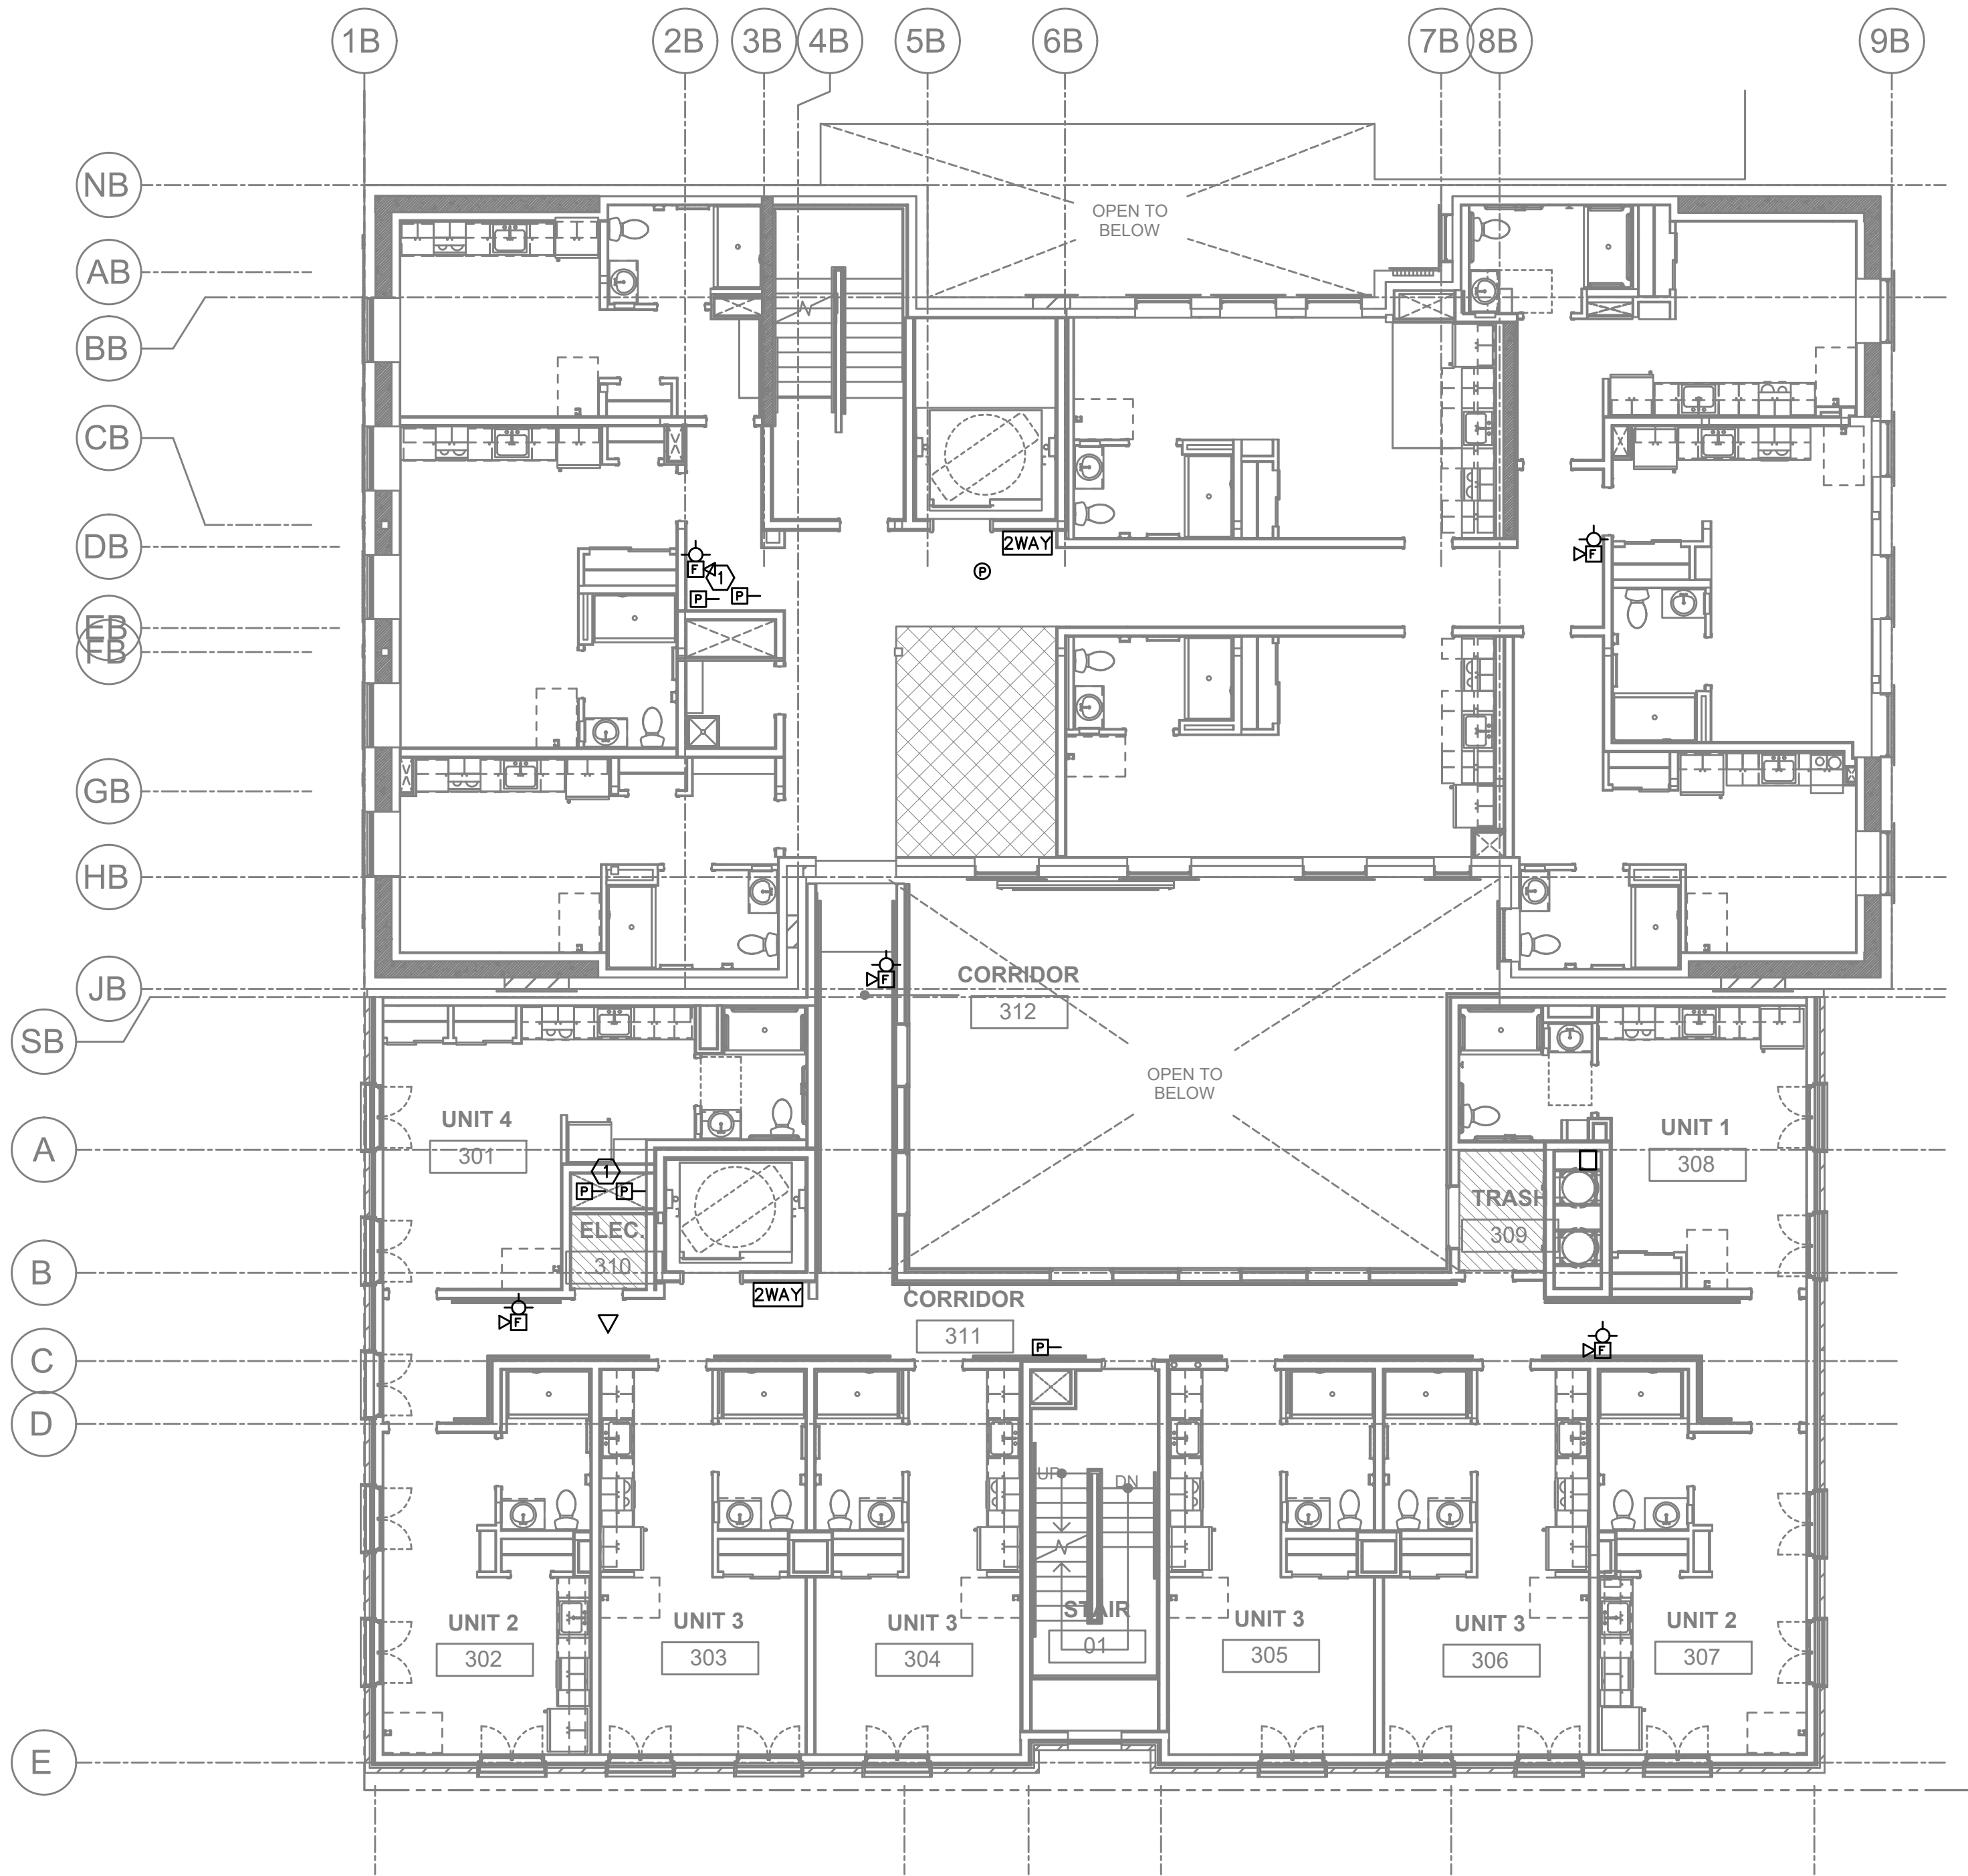 1B
2B
3B
4B
5B
6B
7B
8B
9B
NB
AB
BB
CB
DB
EB
FB
GB
HB
JB
SB
A
B
C
D
E
OPEN TO
BELOW
2WAY
P
F
1
P
P
F
F
CORRIDOR
312
OPEN TO
BELOW
UNIT 4
301
UNIT 1
308
1
P
P
ELEC.
310
TRASH
309
2WAY
F
CORRIDOR
311
P
F
UP
DN
UNIT 2
302
UNIT 3
303
UNIT 3
304
STAIR
01
UNIT 3
305
UNIT 3
306
UNIT 2
307